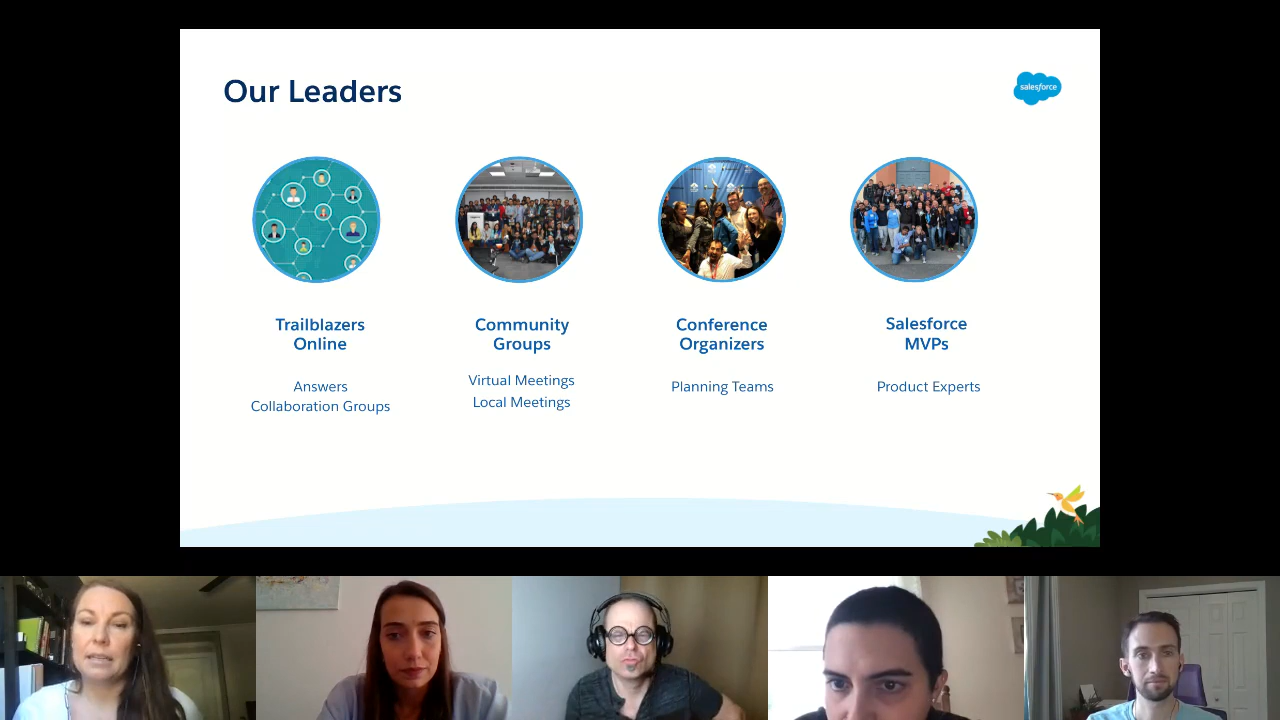 Our Leaders
salesforce
Trailblazers
Online
Community
Groups
Conference
Organizers
Salesforce
MVPs
Answers
Collaboration Groups
Virtual Meetings
Local Meetings
Planning Teams
Product Experts